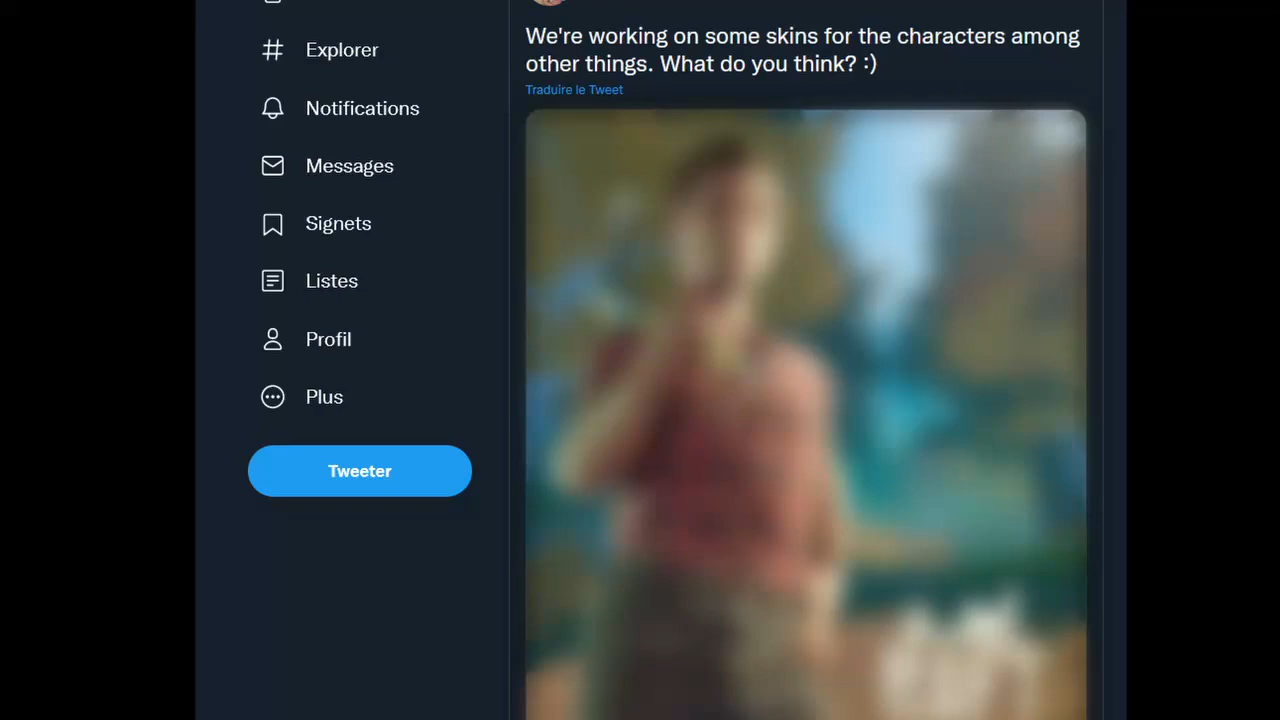 Explorer
Notifications
Messages
Signets
Listes
Profil
Plus
Tweeter
We're working on some skins for the characters among
other things. What do you think? :)
Traduire le Tweet